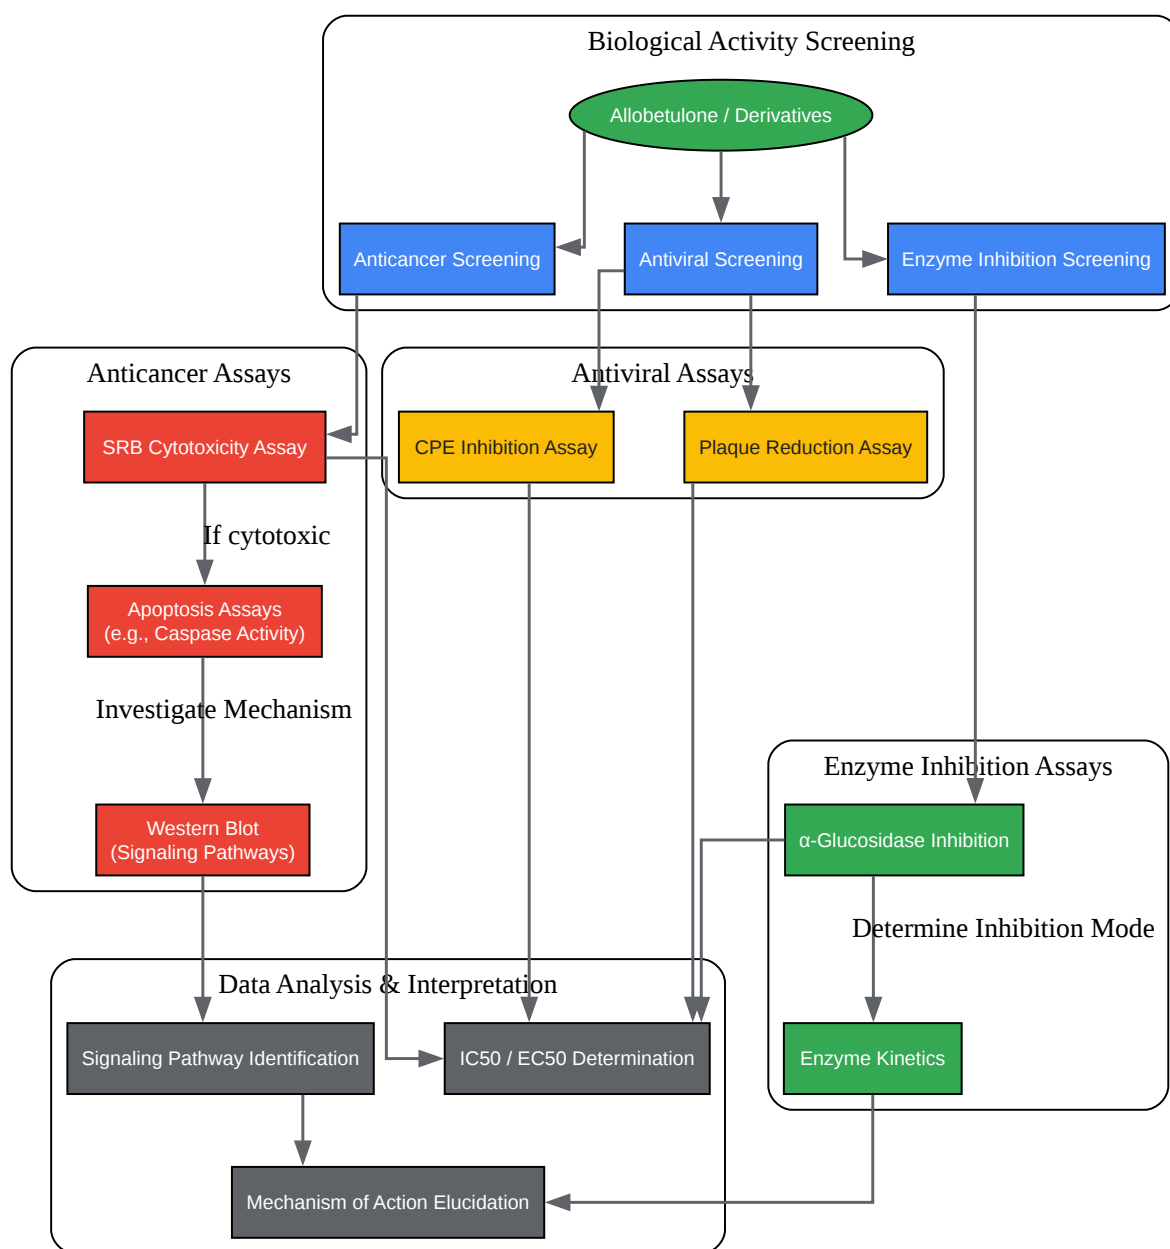 Biological Activity Screening
Allobetulone / Derivatives
Anticancer Screening
Antiviral Screening
Enzyme Inhibition Screening
Anticancer Assays
Antiviral Assays
SRB Cytotoxicity Assay
CPE Inhibition Assay
Plaque Reduction Assay
If cytotoxic
Apoptosis Assays
(e.g., Caspase Activity)
Investigate Mechanism
Enzyme Inhibition Assays
Western Blot
(Signaling Pathways)
α-Glucosidase Inhibition
Determine Inhibition Mode
Data Analysis & Interpretation
Signaling Pathway Identification
IC50 / EC50 Determination
Enzyme Kinetics
Mechanism of Action Elucidation